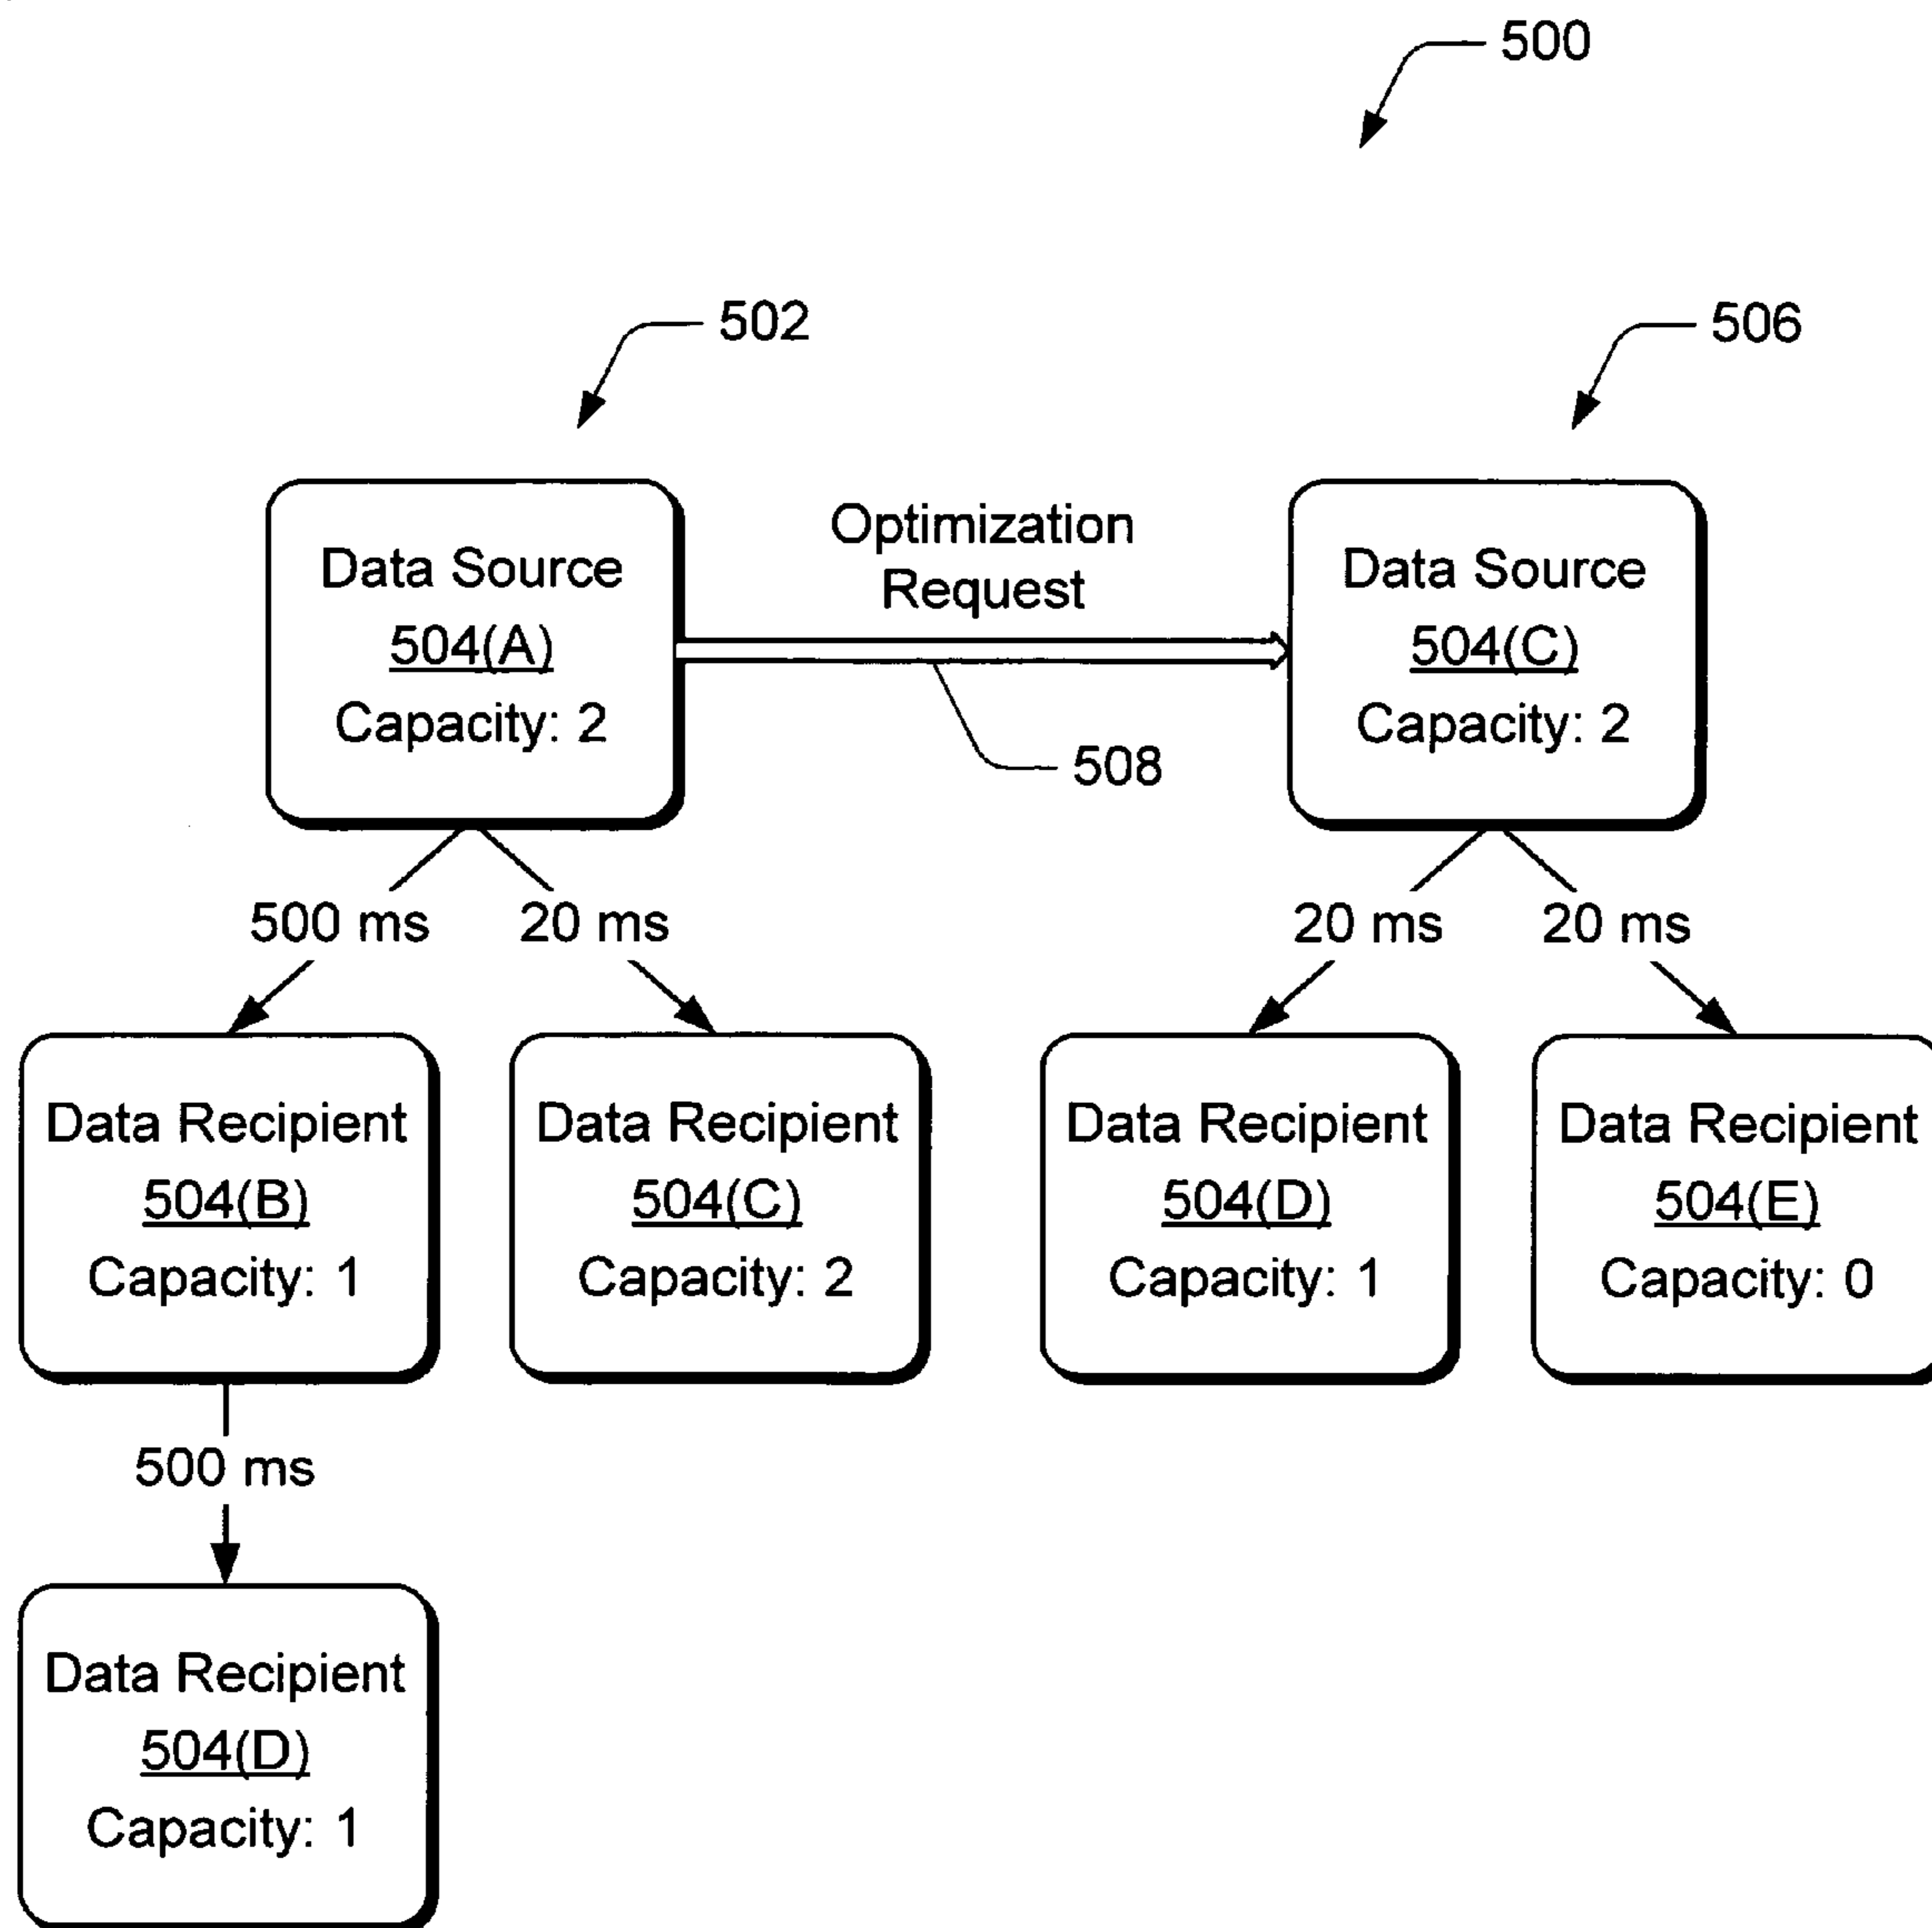 500
502
506
Data Source
504(A)
Capacity: 2
Optimization
Request
508
Data Source
504(C)
Capacity: 2
500 ms
20 ms
20 ms
20 ms
Data Recipient
504(B)
Capacity: 1
Data Recipient
504(C)
Capacity: 2
Data Recipient
504(D)
Capacity: 1
Data Recipient
504(E)
Capacity: 0
500 ms
Data Recipient
504(D)
Capacity: 1